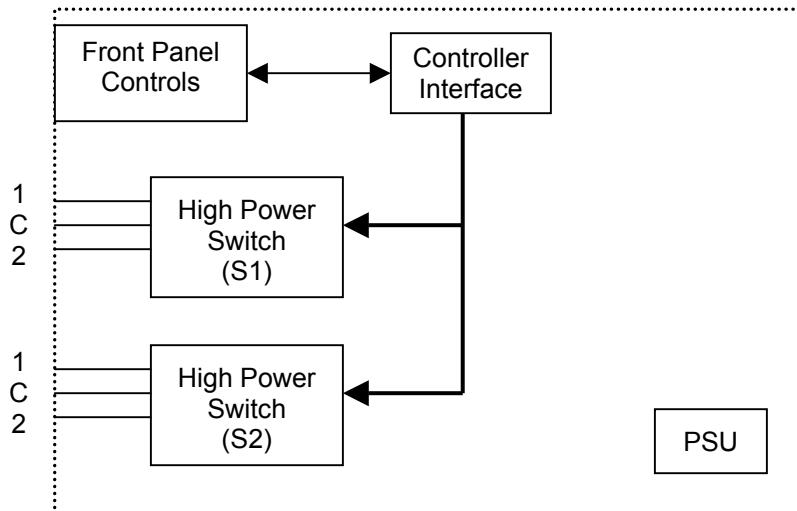 Front Panel
Controls
Controller
Interface
1
C
2
High Power
Switch
(S1)
1
C
2
High Power
Switch
(S2)
PSU